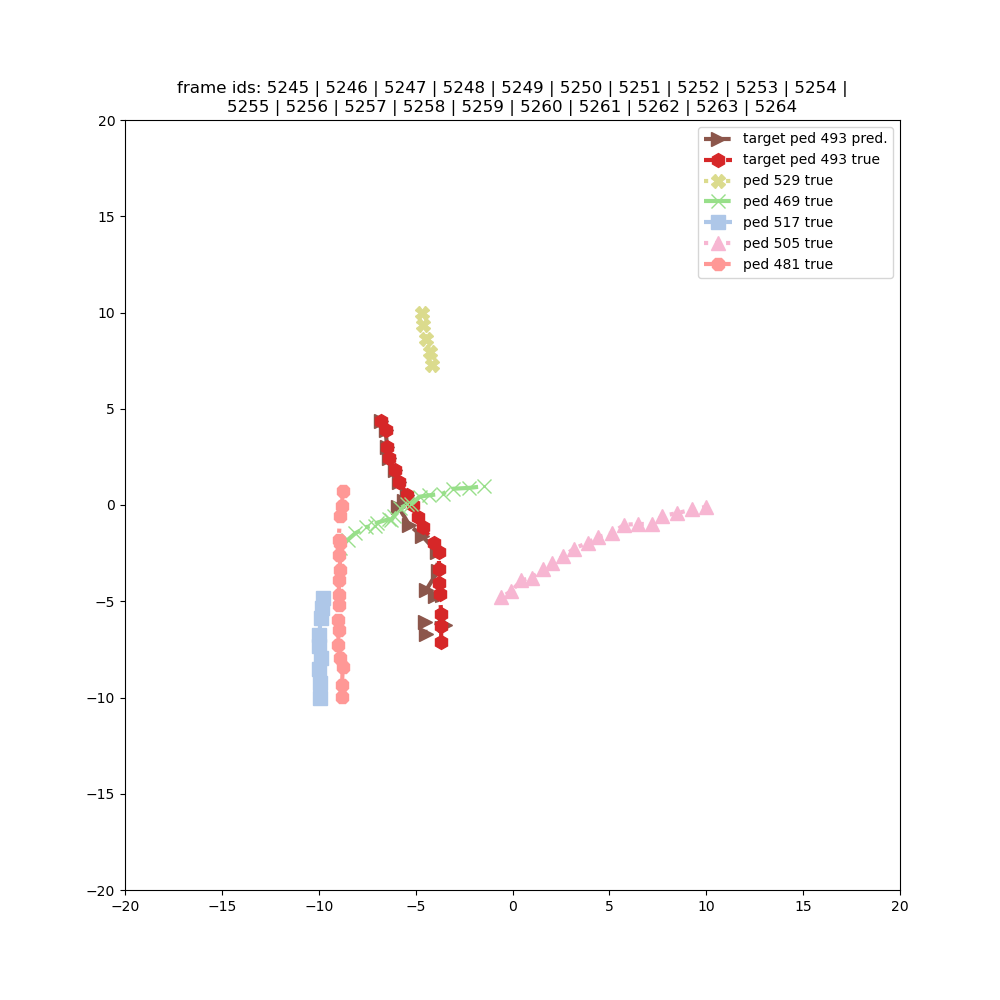 frame ids: 5245 | 5246 | 5247 | 5248 | 5249 | 5250 | 5251 | 5252 | 5253 | 5254 |
5255 | 5256 | 5257 | 5258 | 5259 | 5260 | 5261 | 5262 | 5263 | 5264
target ped 493 pred.
target ped 493 true
ped 529 true
ped 469 true
ped 517 true
ped 505 true
ped 481 true
20
15
10
5
0
−5
−10
−15
−20
−20 −15 −10 −5 0 5 10 15 20